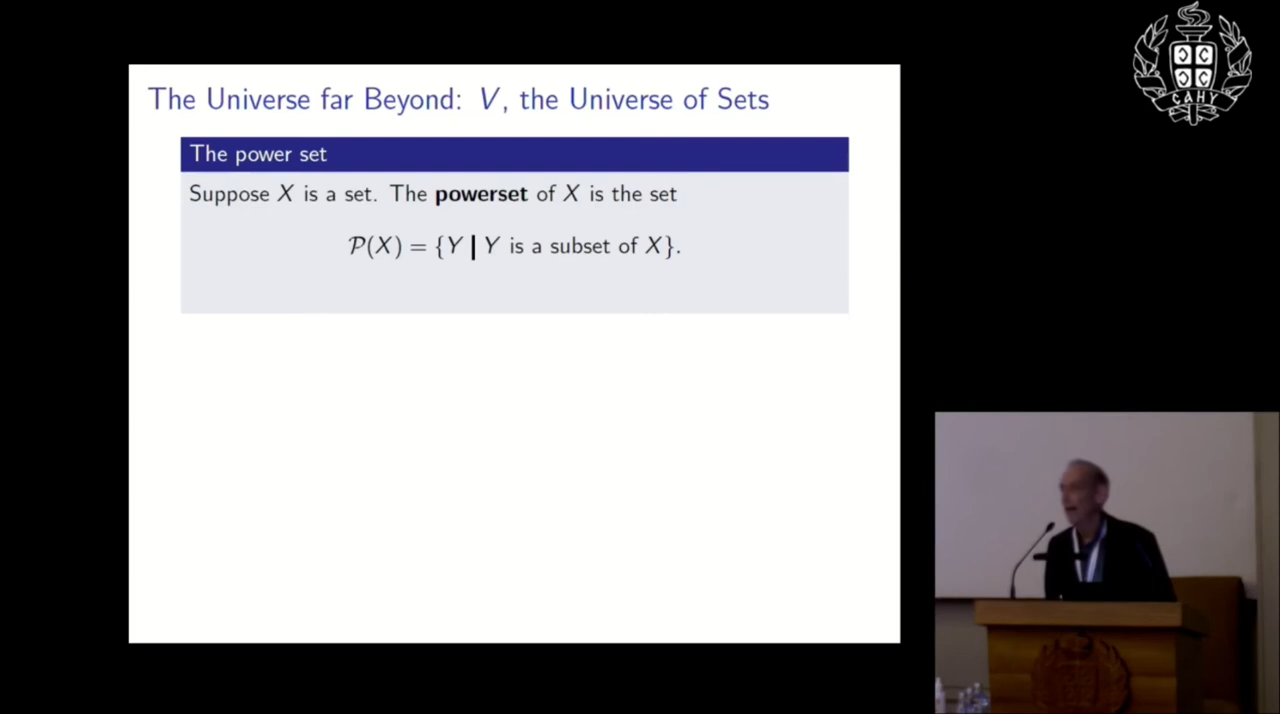 The Universe far Beyond: V, the Universe of Sets
The power set
Suppose X is a set. The powerset of X is the set
P(X) = {Y | Y is a subset of X}.
САНУ